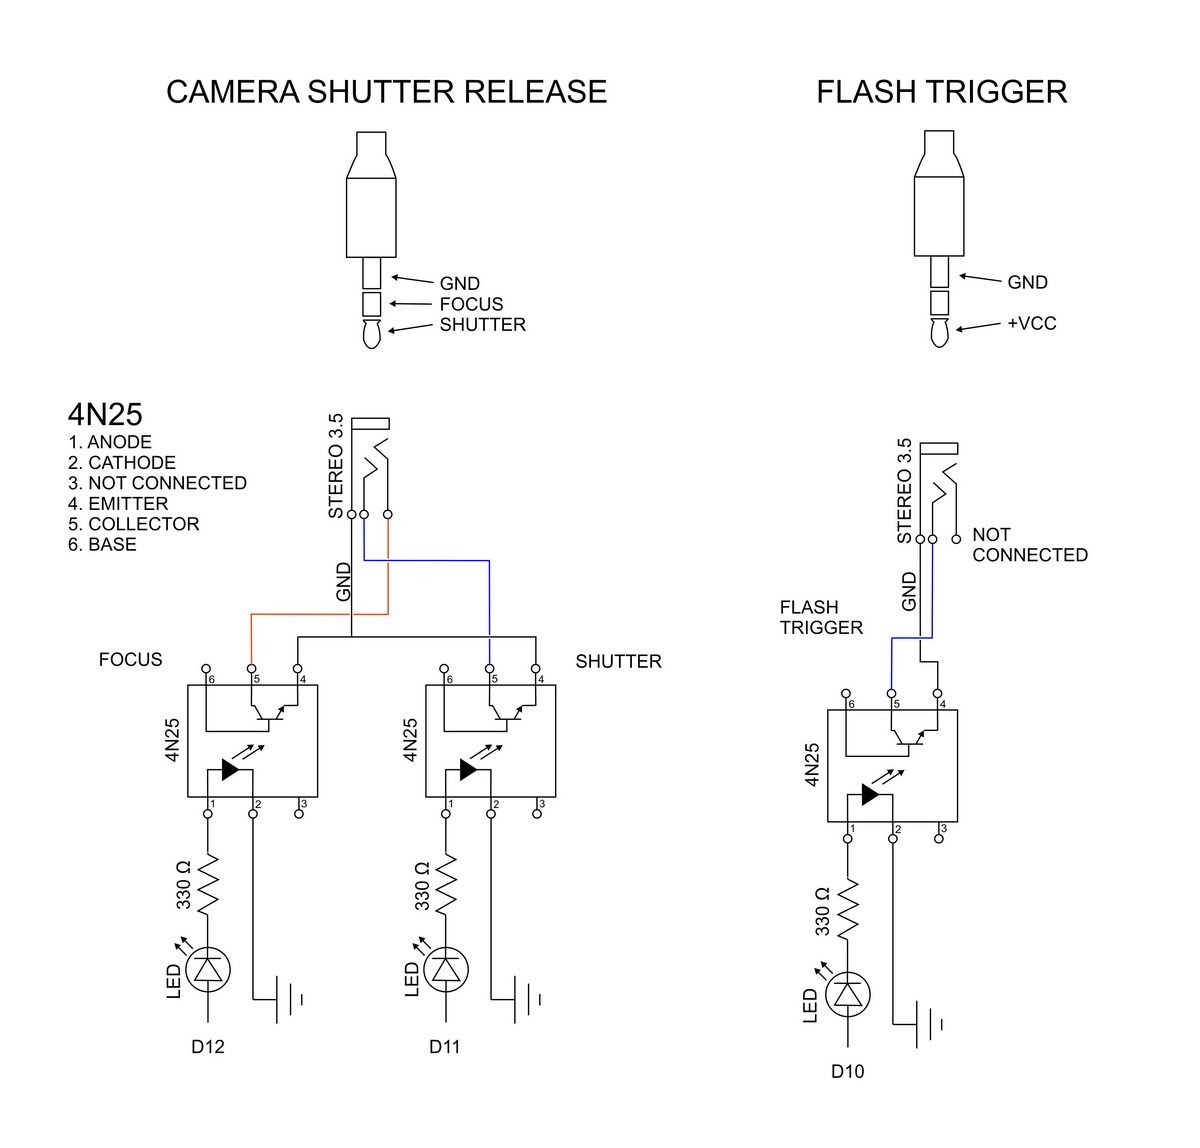 CAMERA SHUTTER RELEASE
FLASH TRIGGER
GND
FOCUS
SHUTTER
GND
+VCC
4N25
1. ANODE
2. CATHODE
3. NOT CONNECTED
4. EMITTER
5. COLLECTOR
6. BASE
STEREO 3.5
GND
STEREO 3.5
NOT
CONNECTED
GND
FLASH
TRIGGER
FOCUS
SHUTTER
6 5 4
4N25
1 2 3
330 Ω
LED
D12
6 5 4
4N25
1 2 3
330 Ω
LED
D11
6 5 4
4N25
1 2 3
330 Ω
LED
D10